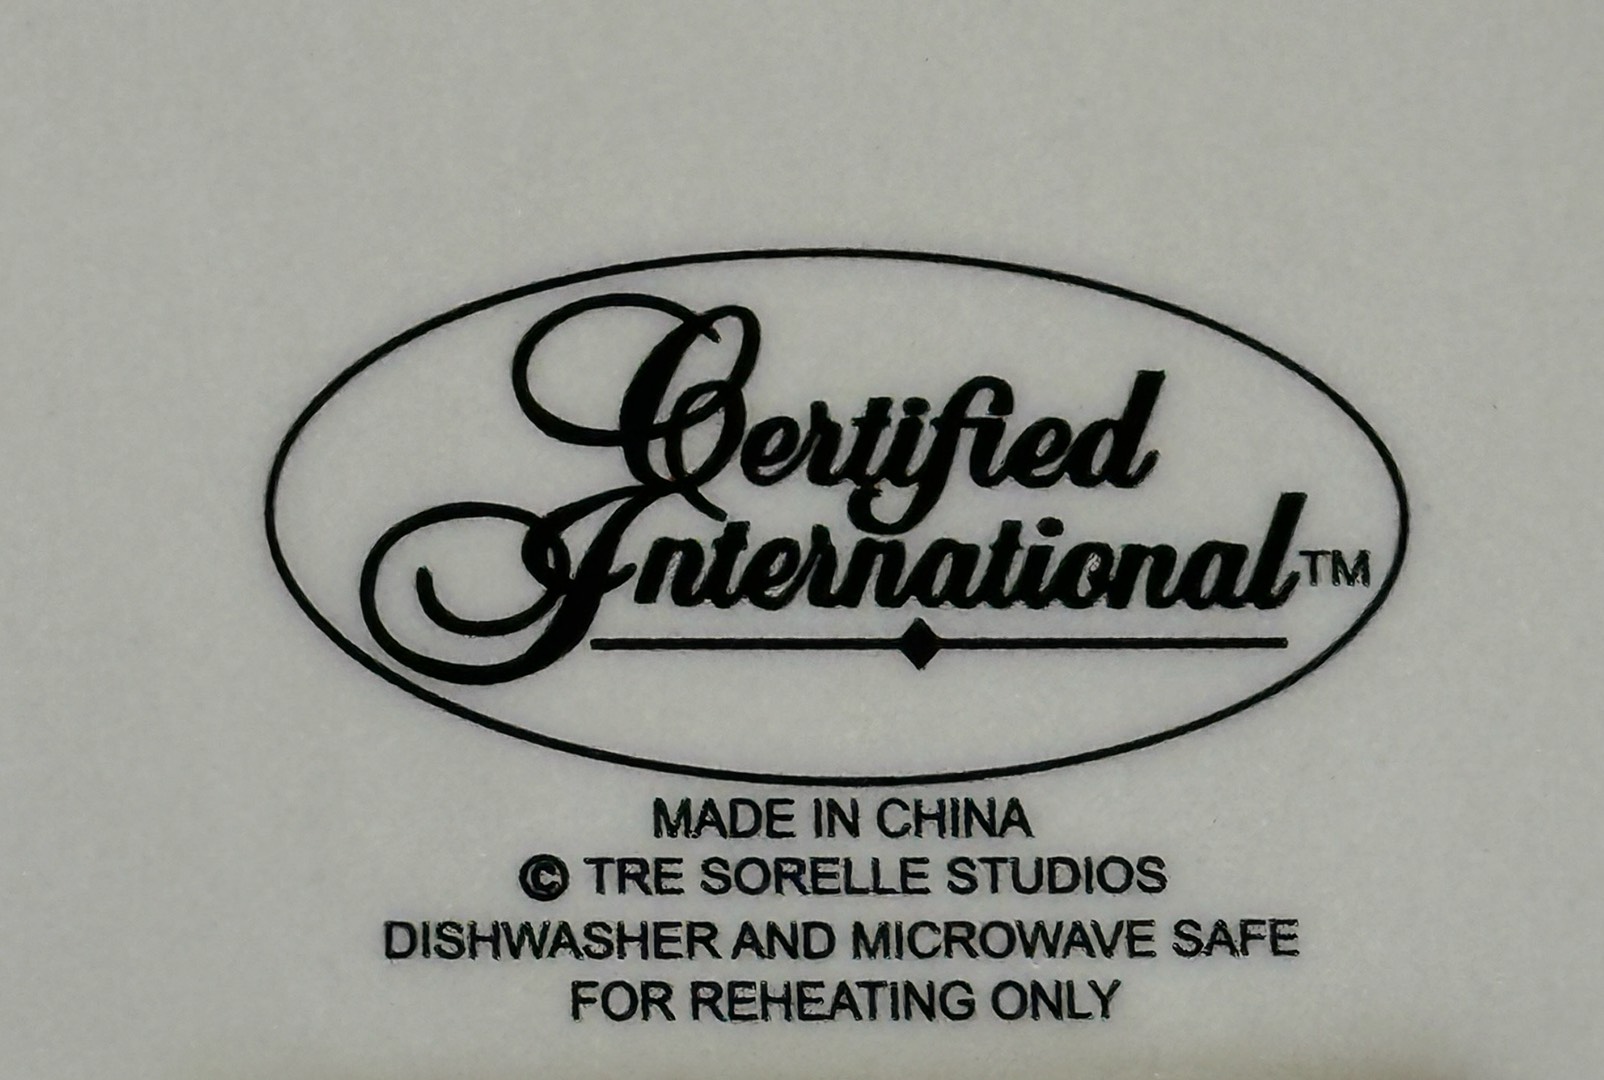 Certified
International™
MADE IN CHINA
© TRE SORELLE STUDIOS
DISHWASHER AND MICROWAVE SAFE
FOR REHEATING ONLY